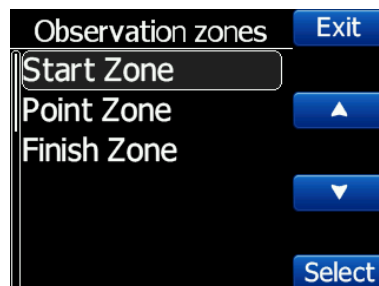 Observation zones
Exit
Start Zone
Point Zone
Finish Zone
Select